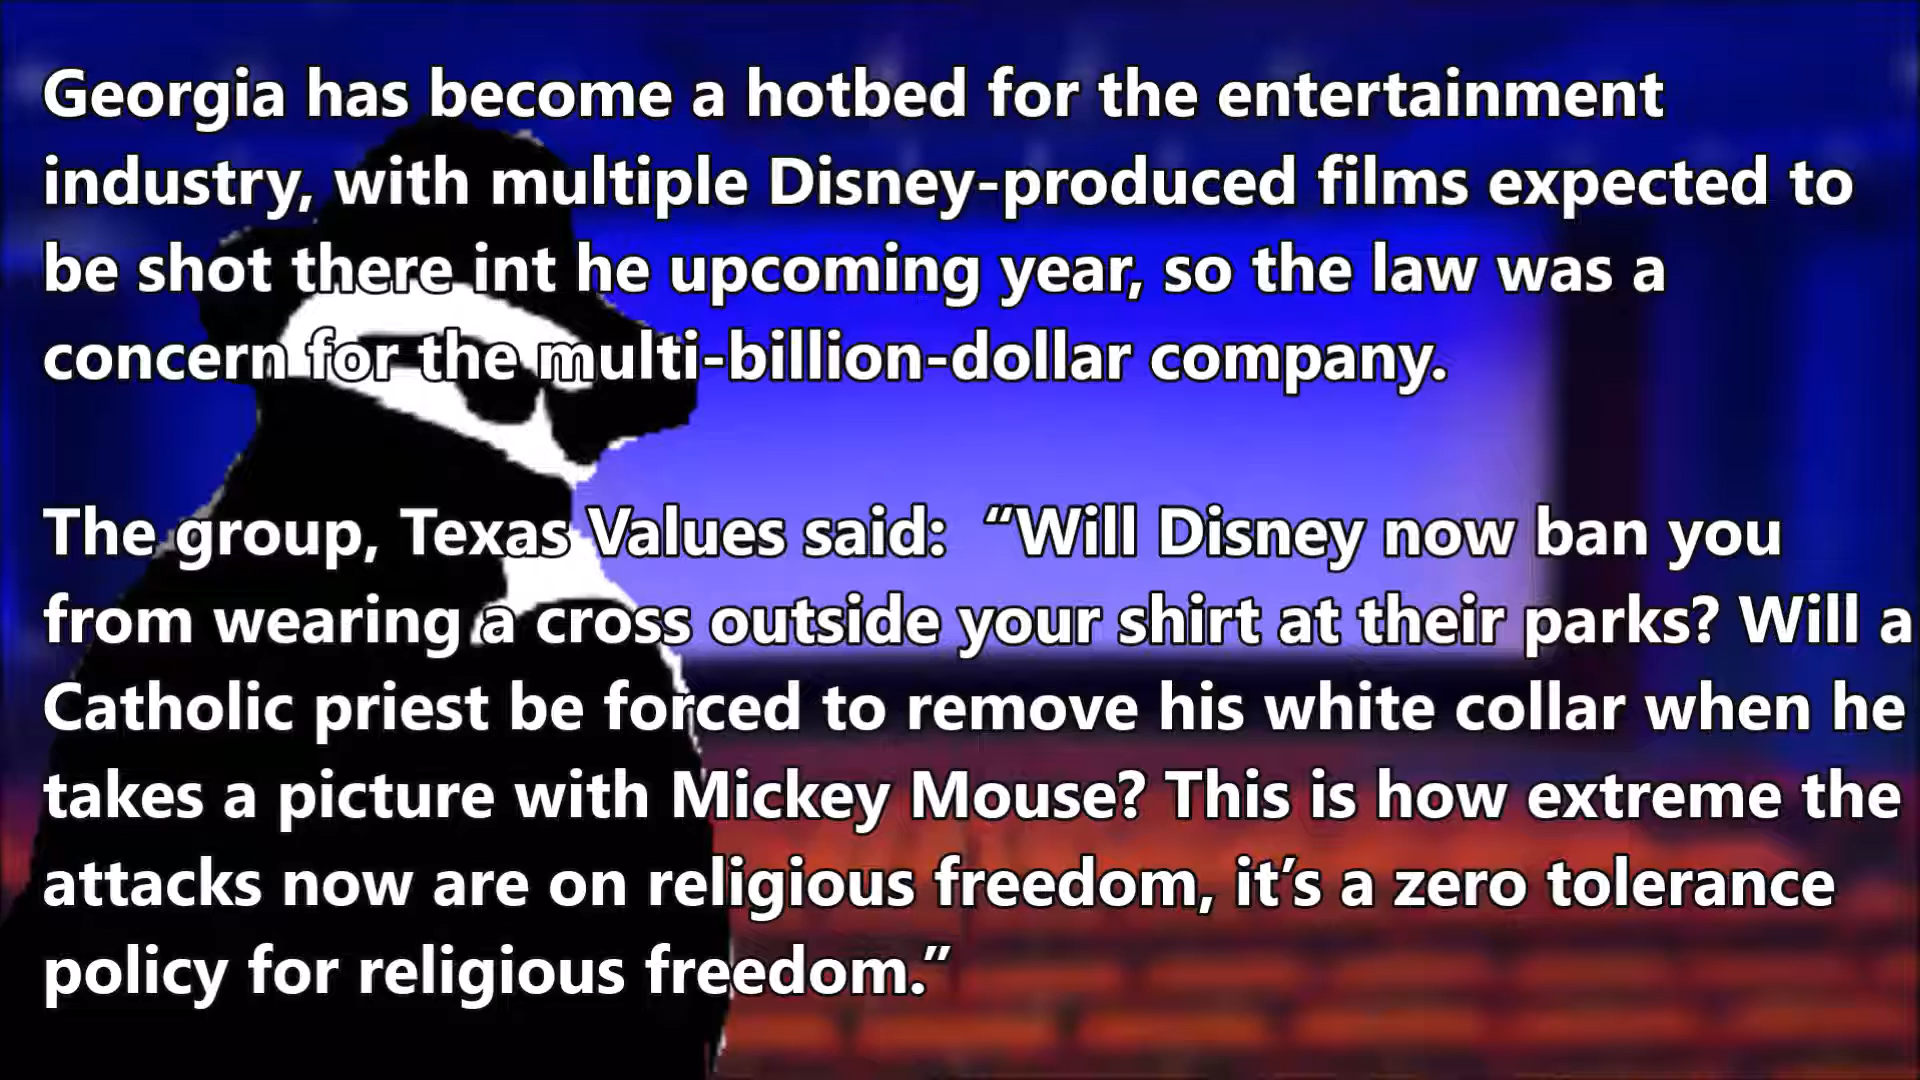 Georgia has become a hotbed for the entertainment
industry, with multiple Disney-produced films expected to
be shot there int he upcoming year, so the law was a
concern for the multi-billion-dollar company.
The group, Texas Values said:  “Will Disney now ban you
from wearing a cross outside your shirt at their parks? Will a
Catholic priest be forced to remove his white collar when he
takes a picture with Mickey Mouse? This is how extreme the
attacks now are on religious freedom, it’s a zero tolerance
policy for religious freedom.”